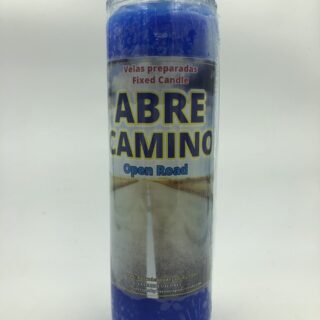 Velas preparadas
Fixed Candle
ABRE
CAMINO
Open Road